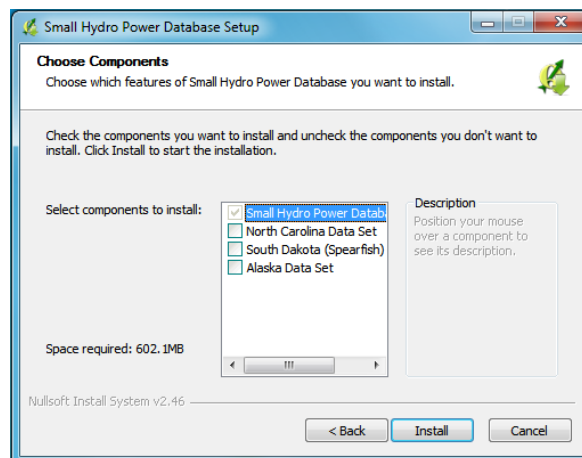 Small Hydro Power Database Setup
Choose Components
Choose which features of Small Hydro Power Database you want to install.
Check the components you want to install and uncheck the components you don't want to
install. Click Install to start the installation.
Select components to install:
Small Hydro Power Datab
North Carolina Data Set
South Dakota (Spearfish)
Alaska Data Set
Description
Position your mouse
over a component to
see its description.
Space required: 602.1MB
Nullsoft Install System v2.46
< Back
Install
Cancel